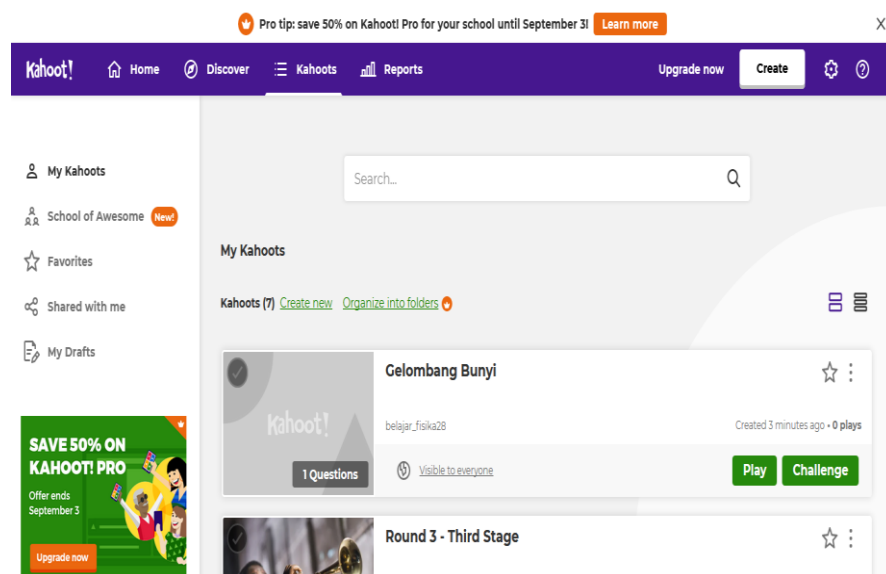 Pro tip: save 50% on Kahoot! Pro for your school until September 3! Learn more X
Kahoot! Home Discover Kahoots Reports Upgrade now Create
My Kahoots
School of Awesome New!
Favorites
Shared with me
My Drafts
SAVE 50% ON
KAHOOT! PRO
Offer ends
September 3
Upgrade now
Search...
My Kahoots
Kahoots (7) Create new Organize into folders
Kahoot!
1 Questions
Gelombang Bunyi
belajar_fisika28 Created 3 minutes ago • 0 plays
Visible to everyone Play Challenge
Round 3 - Third Stage